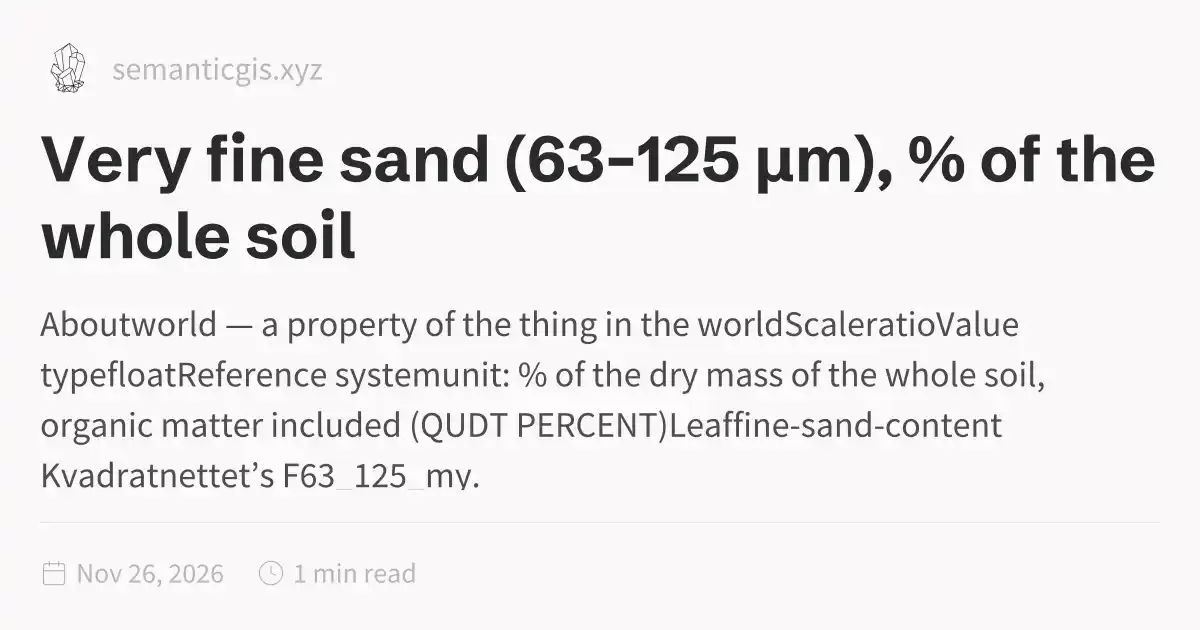 semanticgis.xyz
Very fine sand (63–125 µm), % of the
whole soil
Aboutworld — a property of the thing in the worldScaleratioValue
typefloatReference systemunit: % of the dry mass of the whole soil,
organic matter included (QUDT PERCENT)Leaffine-sand-content
Kvadratnettet’s F63_125_my.
Nov 26, 2026 1 min read